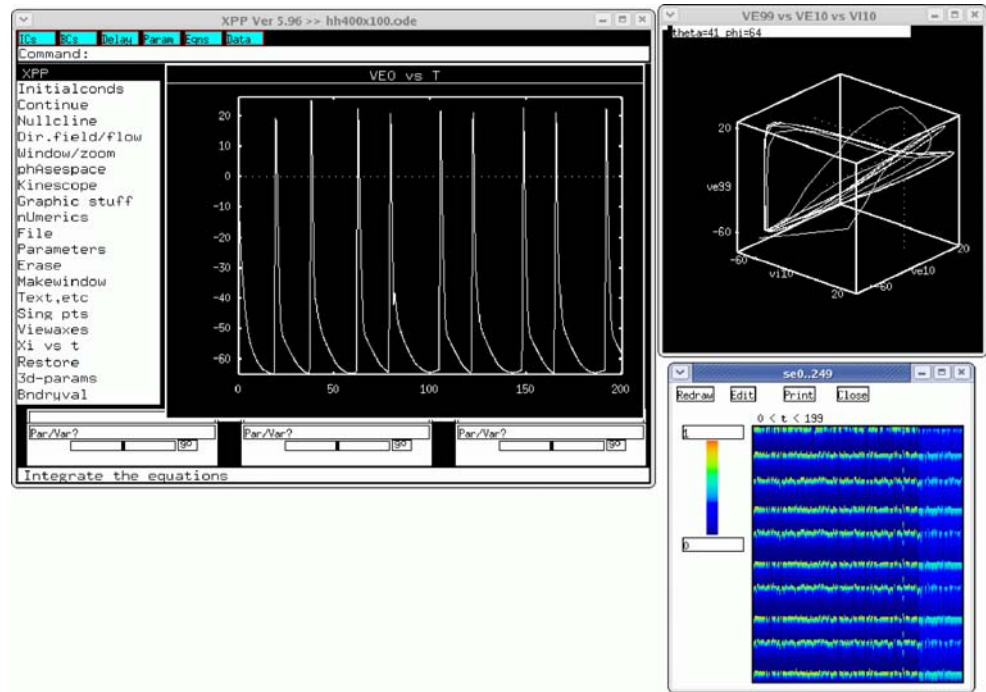 XPP Ver 5.96 >> hh400x100.ode
ICs BCs Delay Param Eqns Data
Command:
XPP
Initialconds
Continue
Nullcline
Dir.field/flow
Window/zoom
phAsespace
Kinescope
Graphic stuff
nUmerics
File
Parameters
Erase
Makewindow
Text,etc
Sing pts
Viewaxes
Xi vs t
Restore
3d-params
Bndryval
VE0 vs T
20
10
0
-10
-20
-30
-40
-50
-60
0 50 100 150 200
Par/Var? Par/Var? Par/Var?
go go go
Integrate the equations
VE99 vs VE10 vs VI10
theta=41 phi=64
20
ve99
-60
-60
vi10
20
-60
ve10
20
se0..249
Redraw Edit Print Close
0 < t < 199
1
0